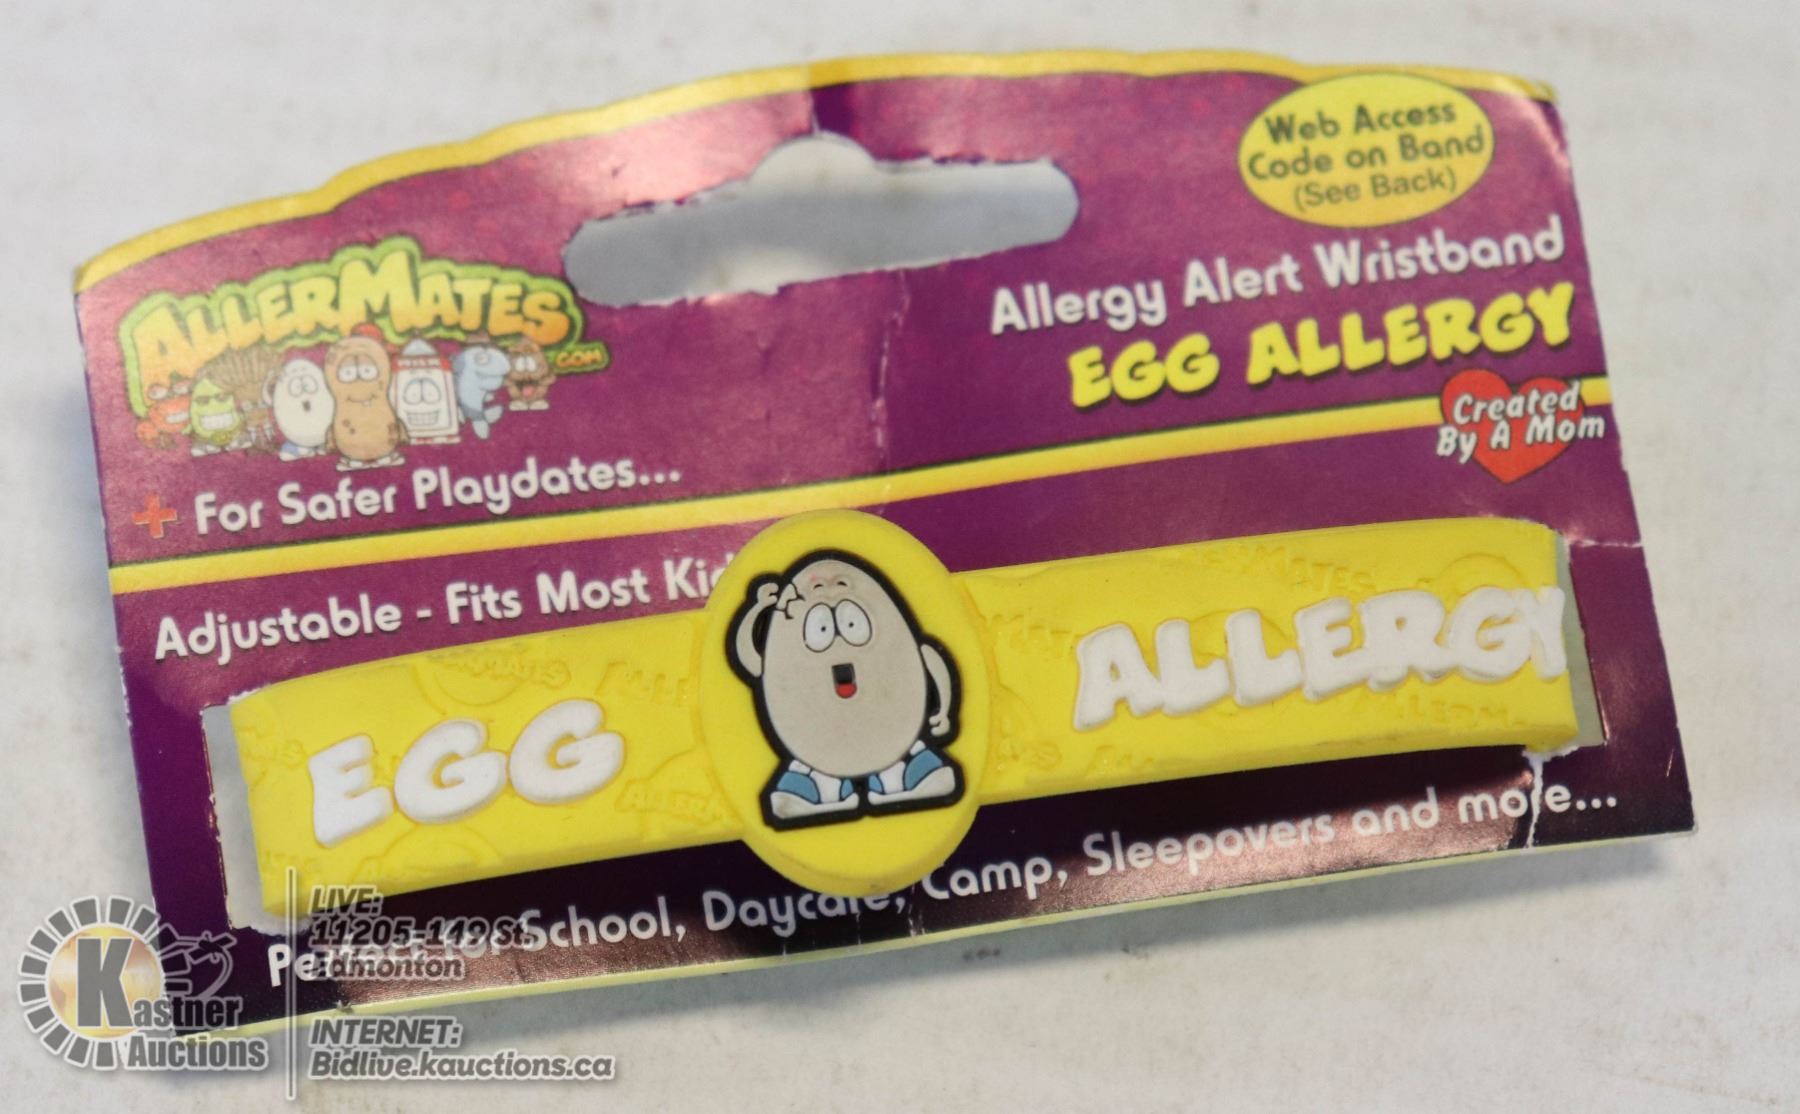 ALLERMATES
.COM
Web Access
Code on Band
(See Back)
Allergy Alert Wristband
EGG ALLERGY
Created
By A Mom
+ For Safer Playdates...
Adjustable - Fits Most
EGG ALLERGY
School, Daycare, Camp, Sleepovers and more...
Kastner
Auctions
LIVE:
11205-149 St.
Edmonton
INTERNET:
Bidlive.kauctions.ca